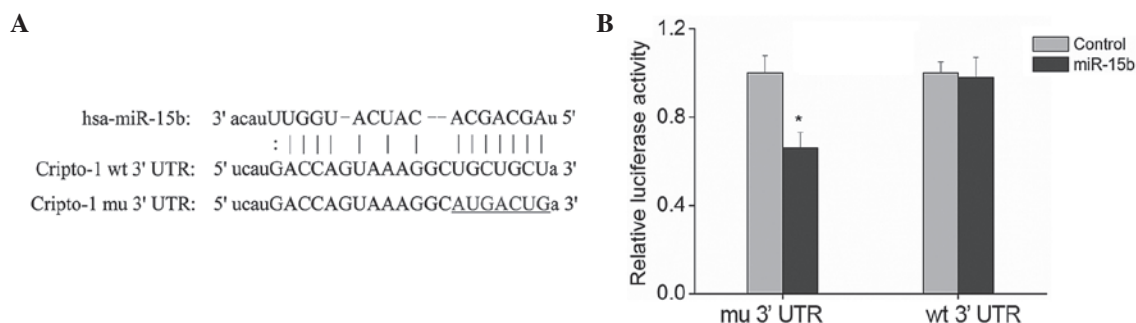 A
hsa-miR-15b: 3' acauUUGGU-ACUAC--ACGACGAu 5'
Cripto-1 wt 3' UTR: 5' ucauGACCAGUAAAGGCUGCUGCUa 3'
Cripto-1 mu 3' UTR: 5' ucauGACCAGUAAAGGCAUGACUGa 3'
B
Relative luciferase activity
1.2
0.8
0.4
0.0
*
Control
miR-15b
mu 3' UTR
wt 3' UTR